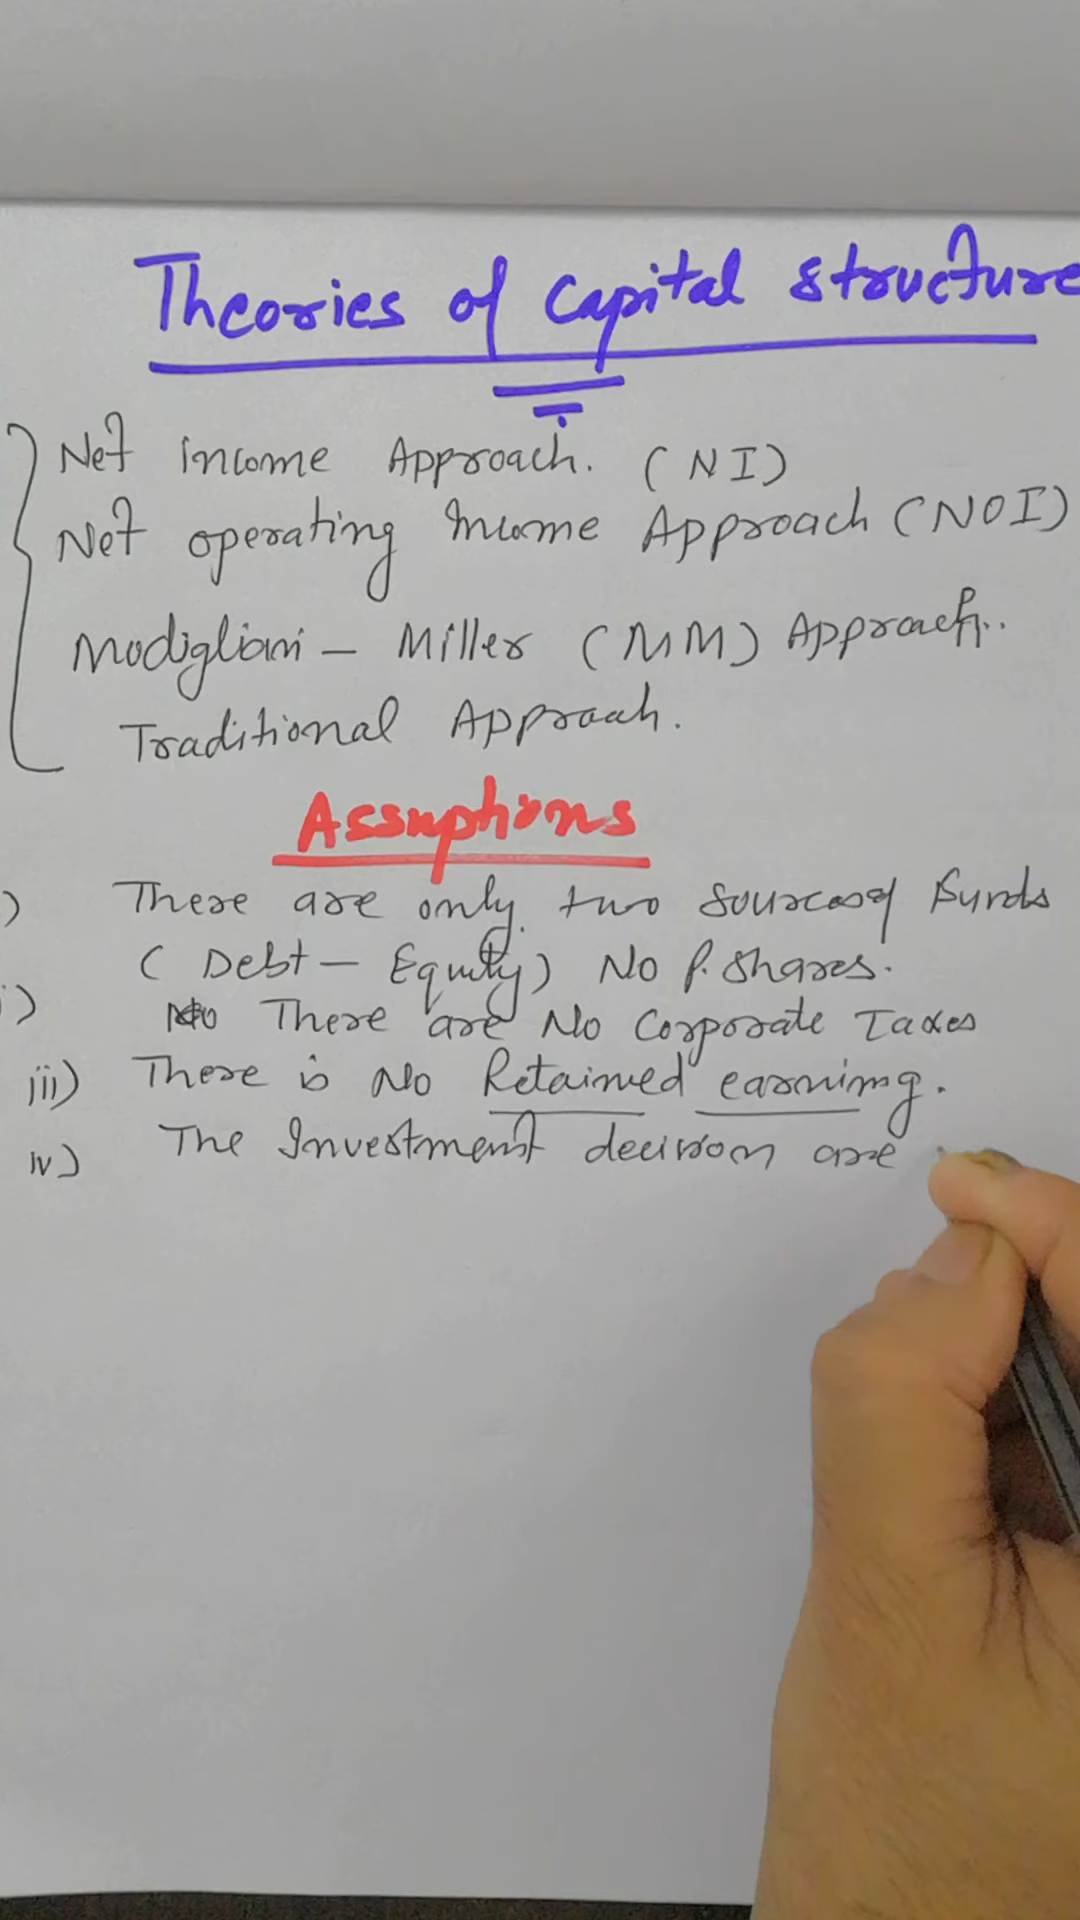 Theories of Capital Structure
Net Income Approach. (NI)
Net operating Income Approach (NOI)
Modigliani - Miller (MM) Approach..
Traditional Approach.
Assuptions
) There are only two sources of Funds
( Debt - Equity) No P. Shares.
i) No There are No Corporate Taxes
iii) There is No Retained earning.
iv) The Investment decision are